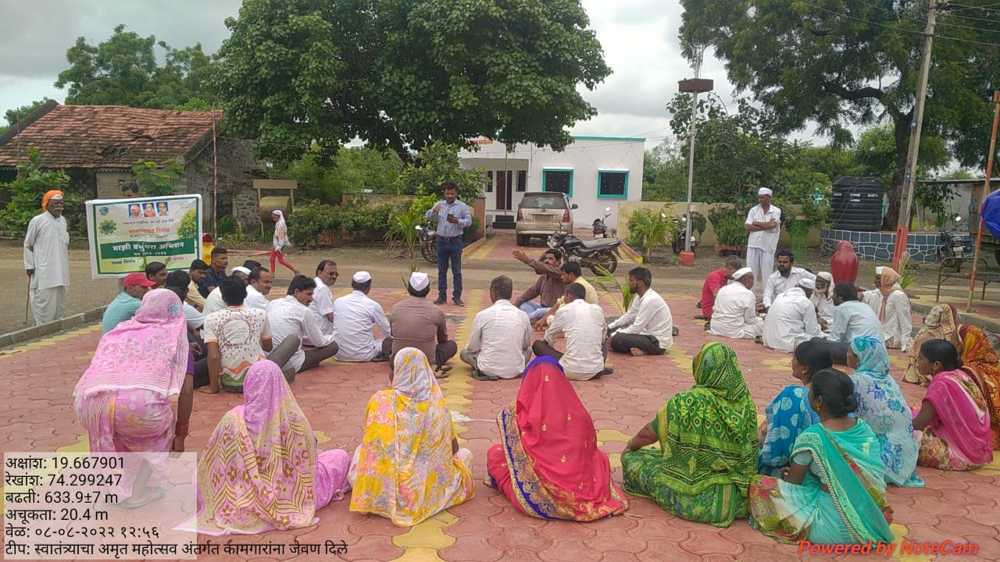 माझी वसुंधरा अभियान
अक्षांश: 19.667901
रेखांश: 74.299247
बढती: 633.9±7 m
अचूकता: 20.4 m
वेळ: ०८-०८-२०२२ १२:५६
टीप: स्वातंत्र्याचा अमृत महोत्सव अंतर्गत कामगारांना जेवण दिले
Powered by NoteCam